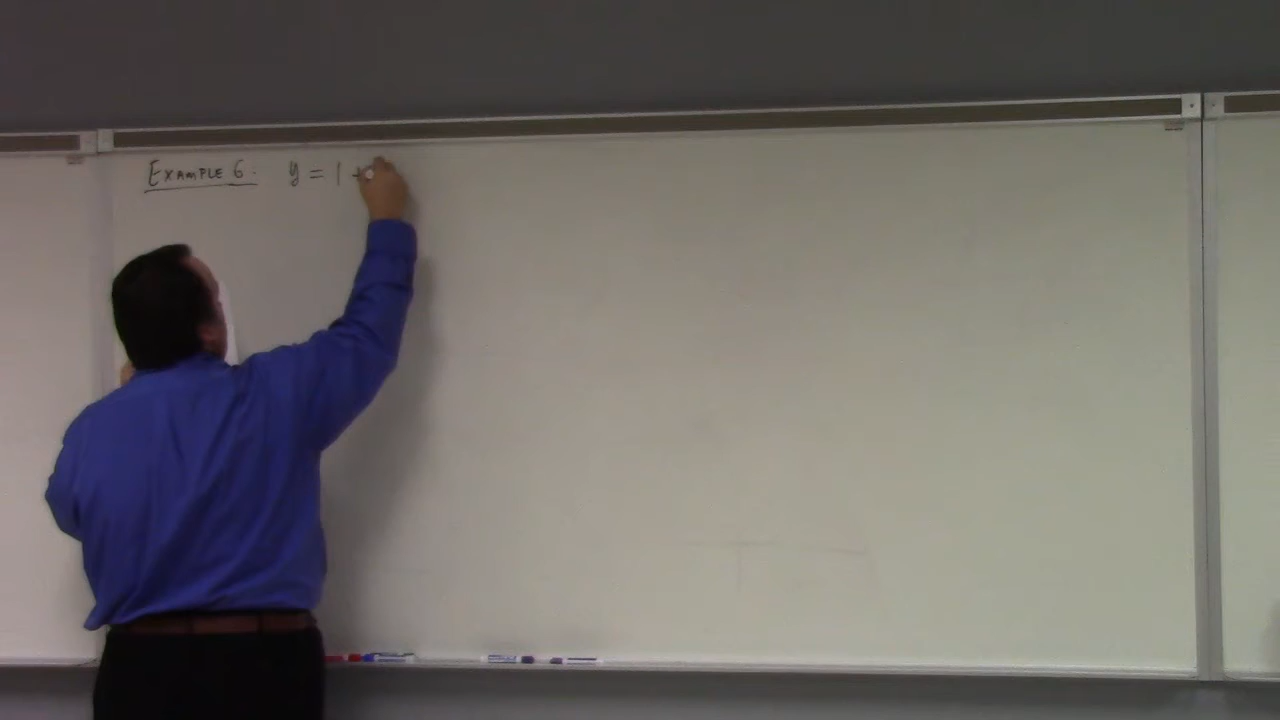 EXAMPLE 6. y = 1 +